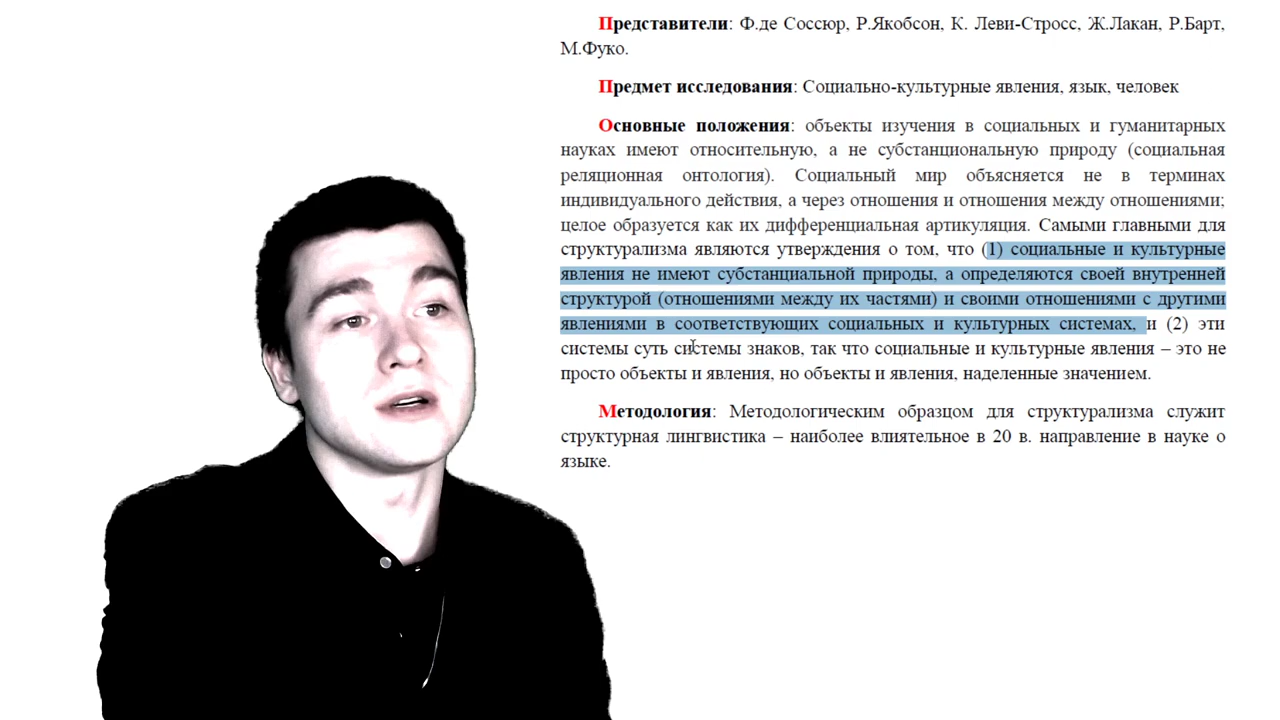 Представители: Ф.де Соссюр, Р.Якобсон, К. Леви-Стросс, Ж.Лакан, Р.Барт,
М.Фуко.
Предмет исследования: Социально-культурные явления, язык, человек
Основные положения: объекты изучения в социальных и гуманитарных
науках имеют относительную, а не субстанциональную природу (социальная
реляционная онтология). Социальный мир объясняется не в терминах
индивидуального действия, а через отношения и отношения между отношениями;
целое образуется как их дифференциальная артикуляция. Самыми главными для
структурализма являются утверждения о том, что (1) социальные и культурные
явления не имеют субстанциальной природы, а определяются своей внутренней
структурой (отношениями между их частями) и своими отношениями с другими
явлениями в соответствующих социальных и культурных системах, и (2) эти
системы суть системы знаков, так что социальные и культурные явления – это не
просто объекты и явления, но объекты и явления, наделенные значением.
Методология: Методологическим образцом для структурализма служит
структурная лингвистика – наиболее влиятельное в 20 в. направление в науке о
языке.